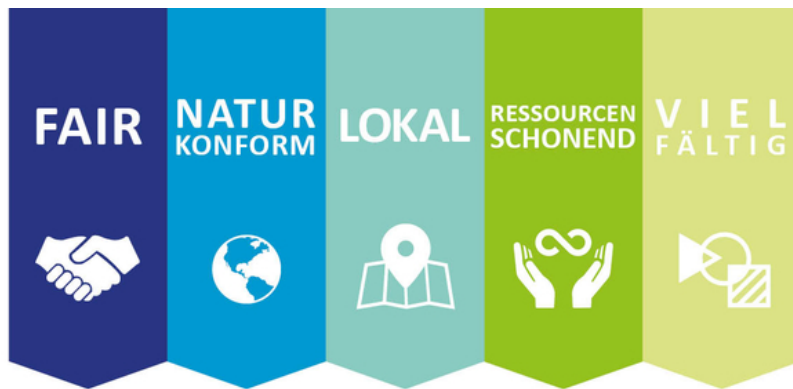 FAIR
NATUR
KONFORM
LOKAL
RESSOURCEN
SCHONEND
VIEL
FÄLTIG